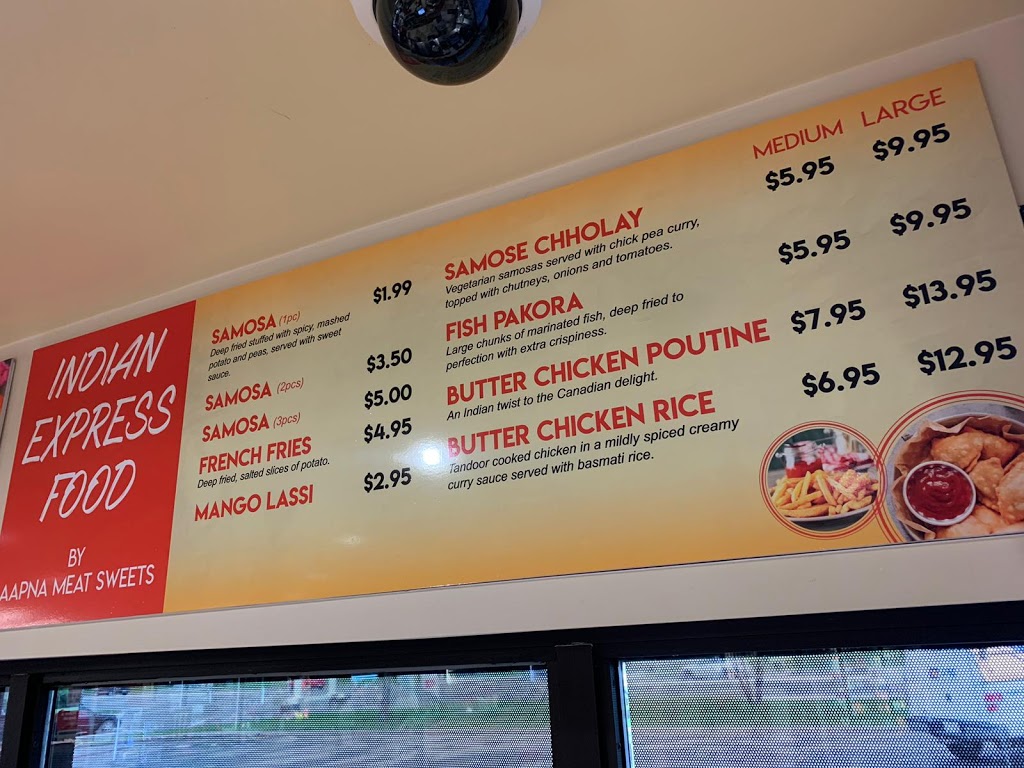 INDIAN
EXPRESS
FOOD
BY
AAPNA MEAT SWEETS
SAMOSA (1pc) $1.99
Deep fried stuffed with spicy, mashed
potato and peas, served with sweet
sauce.
SAMOSA (2pcs) $3.50
SAMOSA (3pcs) $5.00
FRENCH FRIES $4.95
Deep fried, salted slices of potato.
MANGO LASSI $2.95
MEDIUM LARGE
SAMOSE CHHOLAY $5.95 $9.95
Vegetarian samosas served with chick pea curry,
topped with chutneys, onions and tomatoes.
FISH PAKORA $5.95 $9.95
Large chunks of marinated fish, deep fried to
perfection with extra crispiness.
BUTTER CHICKEN POUTINE $7.95 $13.95
An Indian twist to the Canadian delight.
BUTTER CHICKEN RICE $6.95 $12.95
Tandoor cooked chicken in a mildly spiced creamy
curry sauce served with basmati rice.